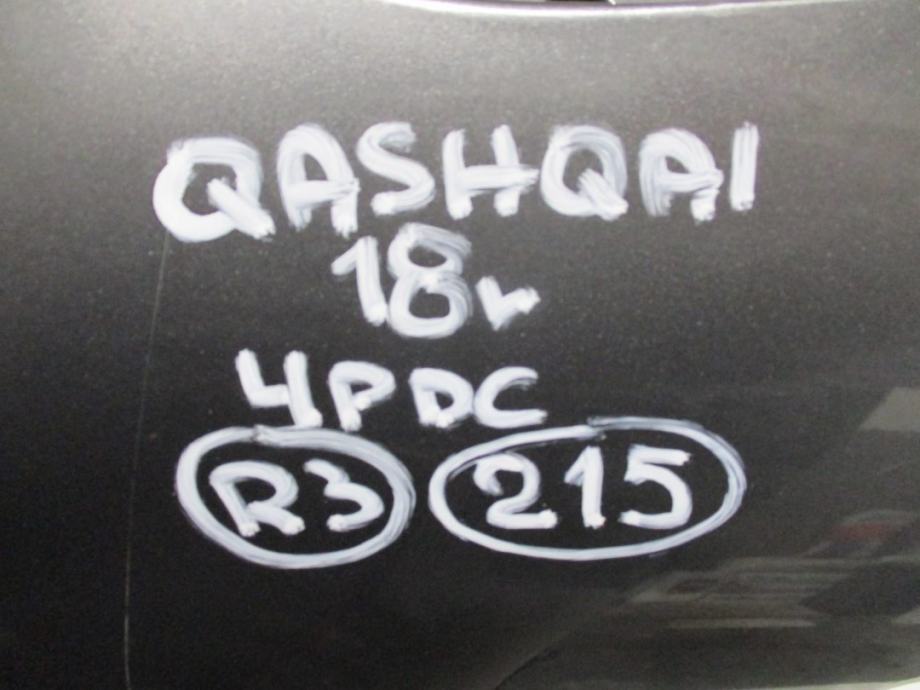 QASHQAI
18r
4PDC
R3 215